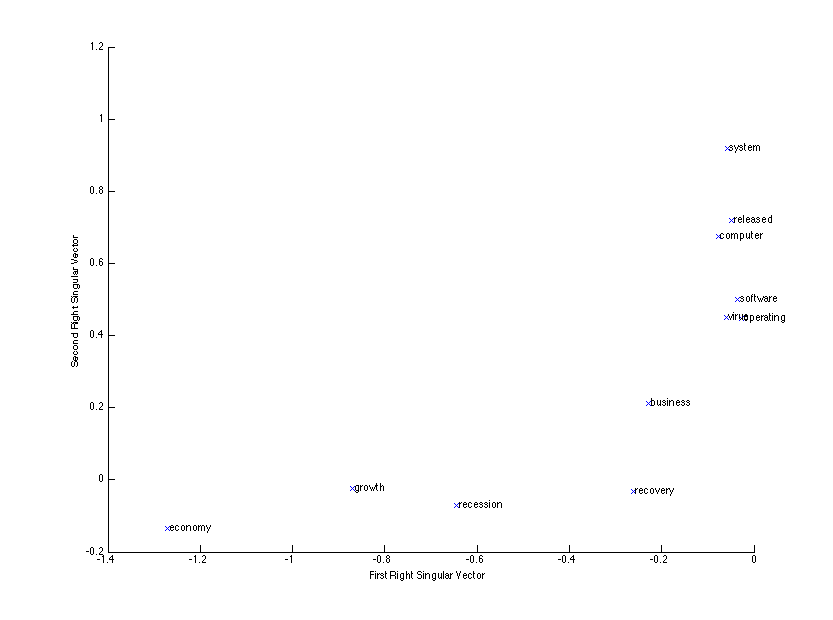 1.2
1
system
0.8
released
computer
Second Right Singular Vector
0.6
software
virus
operating
0.4
business
0.2
0
growth
recovery
recession
economy
-0.2
-1.4 -1.2 -1 -0.8 -0.6 -0.4 -0.2 0
First Right Singular Vector